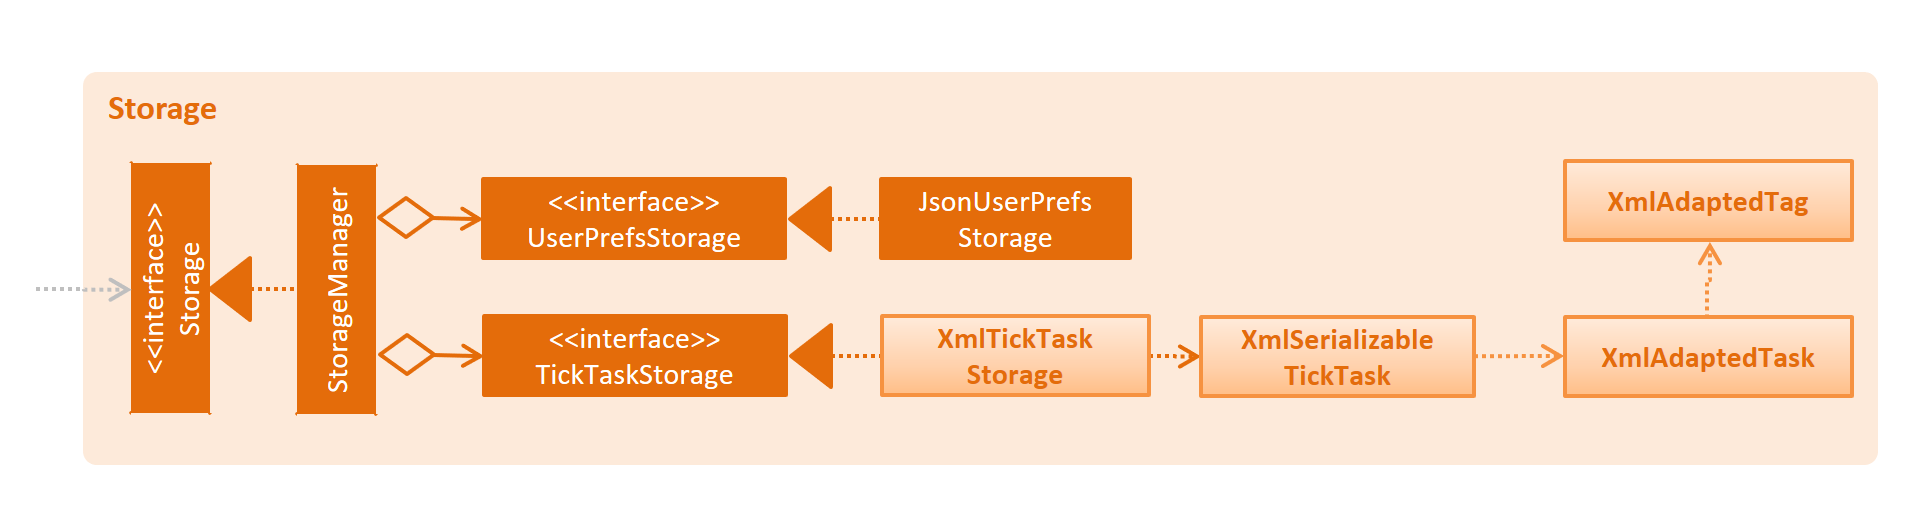 Storage
<<interface>>
Storage
StorageManager
<<interface>>
UserPrefsStorage
JsonUserPrefs
Storage
<<interface>>
TickTaskStorage
XmlTickTask
Storage
XmlSerializable
TickTask
XmlAdaptedTag
XmlAdaptedTask